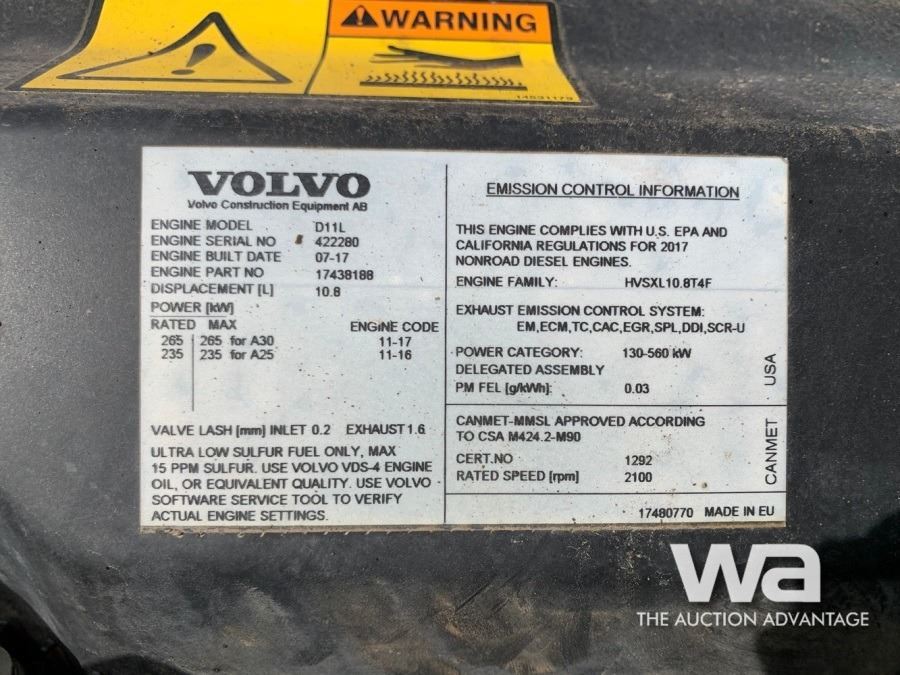 WARNING
14531173
VOLVO
Volvo Construction Equipment AB
ENGINE MODEL D11L
ENGINE SERIAL NO 422280
ENGINE BUILT DATE 07-17
ENGINE PART NO 17438188
DISPLACEMENT [L] 10.8
POWER [kW]
RATED MAX ENGINE CODE
265 265 for A30 11-17
235 235 for A25 11-16
VALVE LASH [mm] INLET 0.2 EXHAUST 1.6
ULTRA LOW SULFUR FUEL ONLY, MAX
15 PPM SULFUR. USE VOLVO VDS-4 ENGINE
OIL, OR EQUIVALENT QUALITY. USE VOLVO
SOFTWARE SERVICE TOOL TO VERIFY
ACTUAL ENGINE SETTINGS.
EMISSION CONTROL INFORMATION
THIS ENGINE COMPLIES WITH U.S. EPA AND
CALIFORNIA REGULATIONS FOR 2017
NONROAD DIESEL ENGINES.
ENGINE FAMILY: HVSXL10.8T4F
EXHAUST EMISSION CONTROL SYSTEM:
EM,ECM,TC,CAC,EGR,SPL,DDI,SCR-U
POWER CATEGORY: 130-560 kW
DELEGATED ASSEMBLY
PM FEL [g/kWh]: 0.03
USA
CANMET-MMSL APPROVED ACCORDING
TO CSA M424.2-M90
CERT.NO 1292
RATED SPEED [rpm] 2100
CANMET
17480770 MADE IN EU
wa
THE AUCTION ADVANTAGE